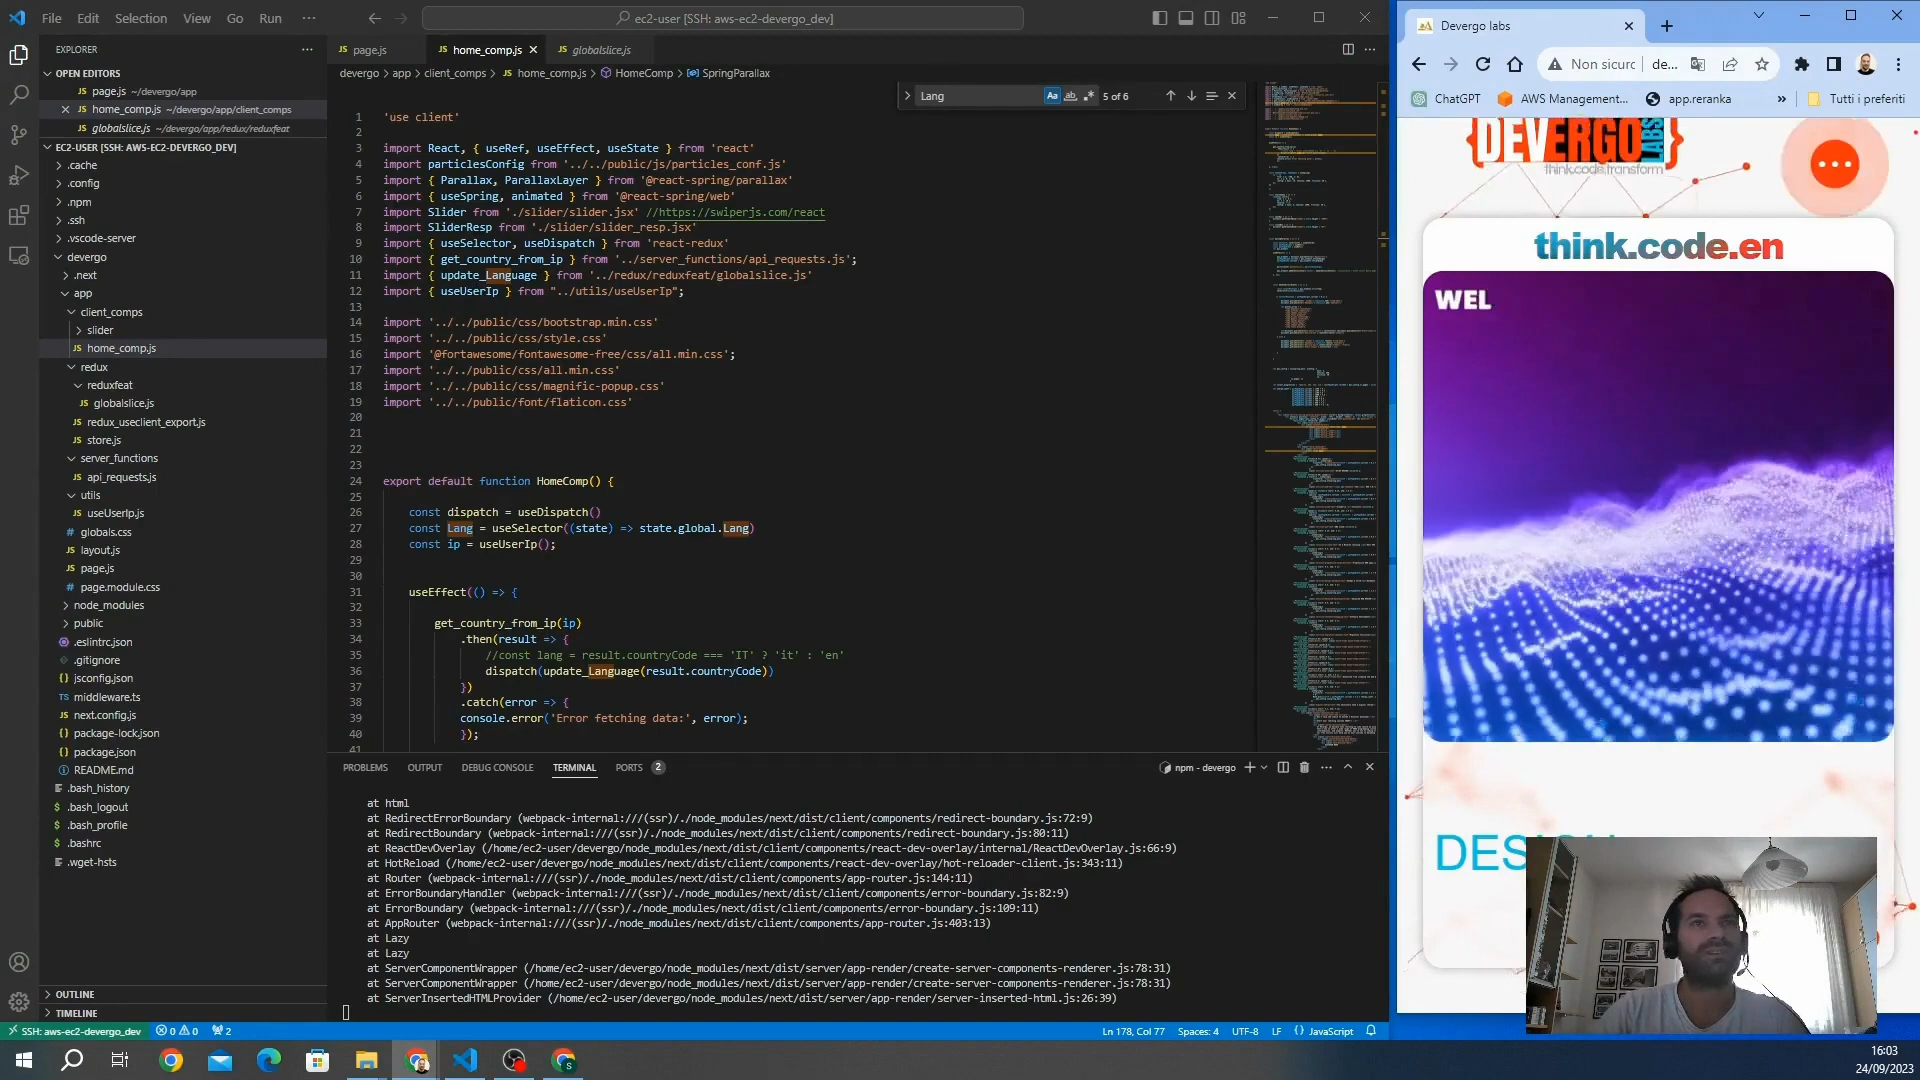 File Edit Selection View Go Run ···
ec2-user [SSH: aws-ec2-devergo_dev]
EXPLORER
OPEN EDITORS
page.js ~/devergo/app
home_comp.js ~/devergo/app/client_comps
globalslice.js ~/devergo/app/redux/reduxfeat
EC2-USER [SSH: AWS-EC2-DEVERGO_DEV]
.cache
.config
.npm
.ssh
.vscode-server
devergo
.next
app
client_comps
slider
home_comp.js
redux
reduxfeat
globalslice.js
redux_useclient_export.js
store.js
server_functions
api_requests.js
utils
useUserIp.js
globals.css
layout.js
page.js
page.module.css
node_modules
public
.eslintrc.json
.gitignore
jsconfig.json
middleware.ts
next.config.js
package-lock.json
package.json
README.md
.bash_history
.bash_logout
.bash_profile
.bashrc
.wget-hsts
OUTLINE
TIMELINE
page.js home_comp.js globalslice.js
devergo > app > client_comps > home_comp.js > HomeComp > SpringParallax
Lang Aa ab 5 of 6
1 'use client'
2
3 import React, { useRef, useEffect, useState } from 'react'
4 import particlesConfig from '../../public/js/particles_conf.js'
5 import { Parallax, ParallaxLayer } from '@react-spring/parallax'
6 import { useSpring, animated } from '@react-spring/web'
7 import Slider from './slider/slider.jsx' //https://swiperjs.com/react
8 import SliderResp from './slider/slider_resp.jsx'
9 import { useSelector, useDispatch } from 'react-redux'
10 import { get_country_from_ip } from '../server_functions/api_requests.js';
11 import { update_Language } from '../redux/reduxfeat/globalslice.js'
12 import { useUserIp } from "../utils/useUserIp";
13
14 import '../../public/css/bootstrap.min.css'
15 import '../../public/css/style.css'
16 import '@fortawesome/fontawesome-free/css/all.min.css';
17 import '../../public/css/all.min.css'
18 import '../../public/css/magnific-popup.css'
19 import '../../public/font/flaticon.css'
20
21
22
23
24 export default function HomeComp() {
25
26 const dispatch = useDispatch()
27 const Lang = useSelector((state) => state.global.Lang)
28 const ip = useUserIp();
29
30
31 useEffect(() => {
32
33 get_country_from_ip(ip)
34 .then(result => {
35 //const lang = result.countryCode === 'IT' ? 'it' : 'en'
36 dispatch(update_Language(result.countryCode))
37 })
38 .catch(error => {
39 console.error('Error fetching data:', error);
40 });
41
PROBLEMS OUTPUT DEBUG CONSOLE TERMINAL PORTS 2
npm - devergo
at html
at RedirectErrorBoundary (webpack-internal:///(ssr)/./node_modules/next/dist/client/components/redirect-boundary.js:72:9)
at RedirectBoundary (webpack-internal:///(ssr)/./node_modules/next/dist/client/components/redirect-boundary.js:80:11)
at ReactDevOverlay (/home/ec2-user/devergo/node_modules/next/dist/client/components/react-dev-overlay/internal/ReactDevOverlay.js:66:9)
at HotReload (/home/ec2-user/devergo/node_modules/next/dist/client/components/react-dev-overlay/hot-reloader-client.js:343:11)
at Router (webpack-internal:///(ssr)/./node_modules/next/dist/client/components/app-router.js:144:11)
at ErrorBoundaryHandler (webpack-internal:///(ssr)/./node_modules/next/dist/client/components/error-boundary.js:82:9)
at ErrorBoundary (webpack-internal:///(ssr)/./node_modules/next/dist/client/components/error-boundary.js:109:11)
at AppRouter (webpack-internal:///(ssr)/./node_modules/next/dist/client/components/app-router.js:403:13)
at Lazy
at Lazy
at ServerComponentWrapper (/home/ec2-user/devergo/node_modules/next/dist/server/app-render/create-server-components-renderer.js:78:31)
at ServerComponentWrapper (/home/ec2-user/devergo/node_modules/next/dist/server/app-render/create-server-components-renderer.js:78:31)
at ServerInsertedHTMLProvider (/home/ec2-user/devergo/node_modules/next/dist/server/app-render/server-inserted-html.js:26:39)
SSH: aws-ec2-devergo_dev 0 0 2
Ln 178, Col 77 Spaces: 4 UTF-8 LF JavaScript
Devergo labs
Non sicuro de...
ChatGPT AWS Management... app.reranka » Tutti i preferiti
DEVERGO LABS
think.code.transform
think.code.en
WEL
16:03
24/09/2023